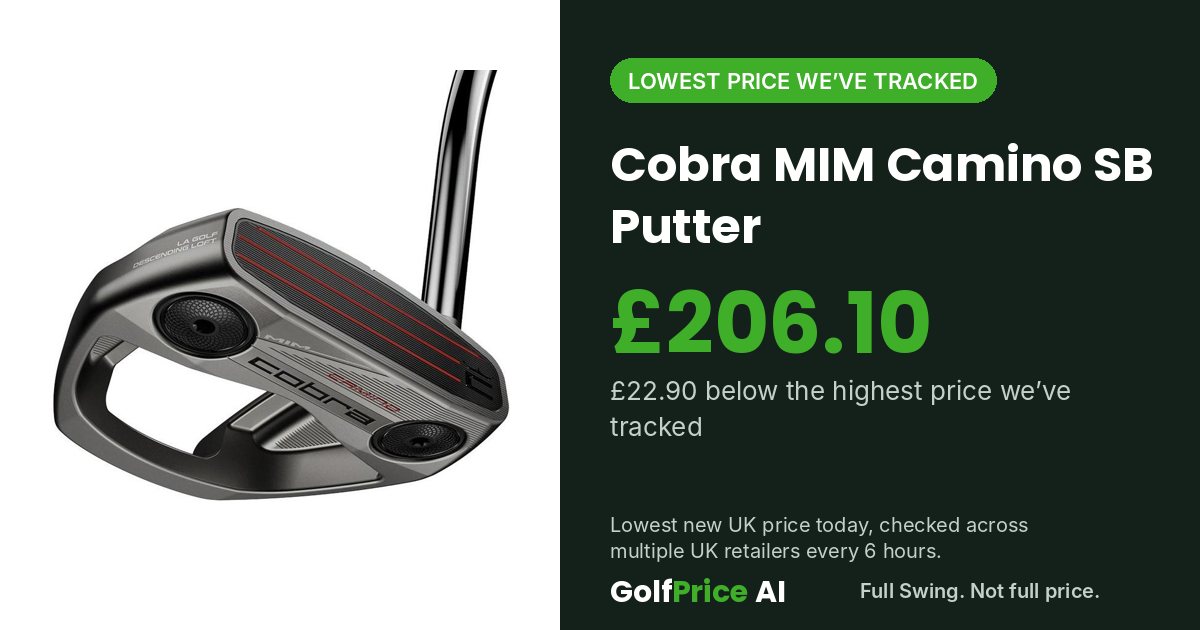 LA GOLF
DESCENDING LOFT
MIM
cobra
CAMINO
LOWEST PRICE WE’VE TRACKED
Cobra MIM Camino SB
Putter
£206.10
£22.90 below the highest price we’ve
tracked
Lowest new UK price today, checked across
multiple UK retailers every 6 hours.
GolfPrice AI
Full Swing. Not full price.